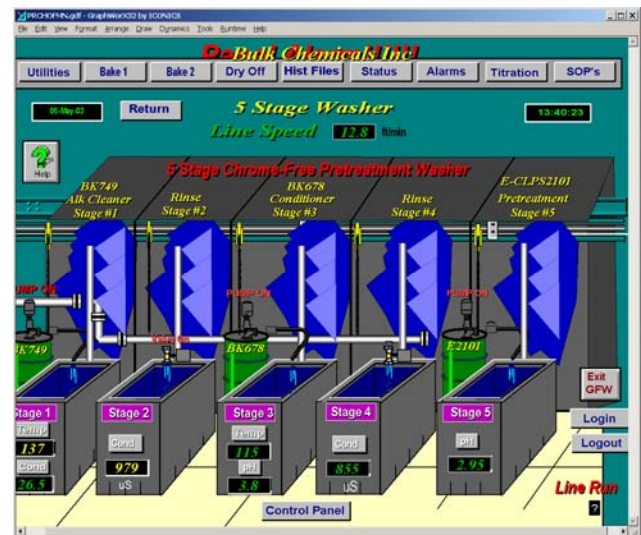 PRCHOF4N.gdf - GraphWorX32 by ICONICS
File Edit View Format Arrange Draw Dynamics Tools Runtime Help
Bulk Chemicals Inc
Utilities Bake 1 Bake 2 Dry Off Hist Files Status Alarms Titration SOP's
06-May-03 Return 5 Stage Washer 13:40:23
Line Speed 12.8 ft/min
Help
5 Stage Chrome-Free Pretreatment Washer
BK749
Alk Cleaner
Stage #1
Rinse
Stage #2
BK678
Conditioner
Stage #3
Rinse
Stage #4
E-CLPS2101
Pretreatment
Stage #5
PUMP ON PUMP ON PUMP ON
BK749 BK678 E2101
Exit
GFW
Stage 1 Stage 2 Stage 3 Stage 4 Stage 5
Login
Logout
Temp
137
Cond
26.5
Cond
979
uS
Temp
115
pH
3.8
Cond
855
uS
pH
2.95
Line Run
?
Control Panel